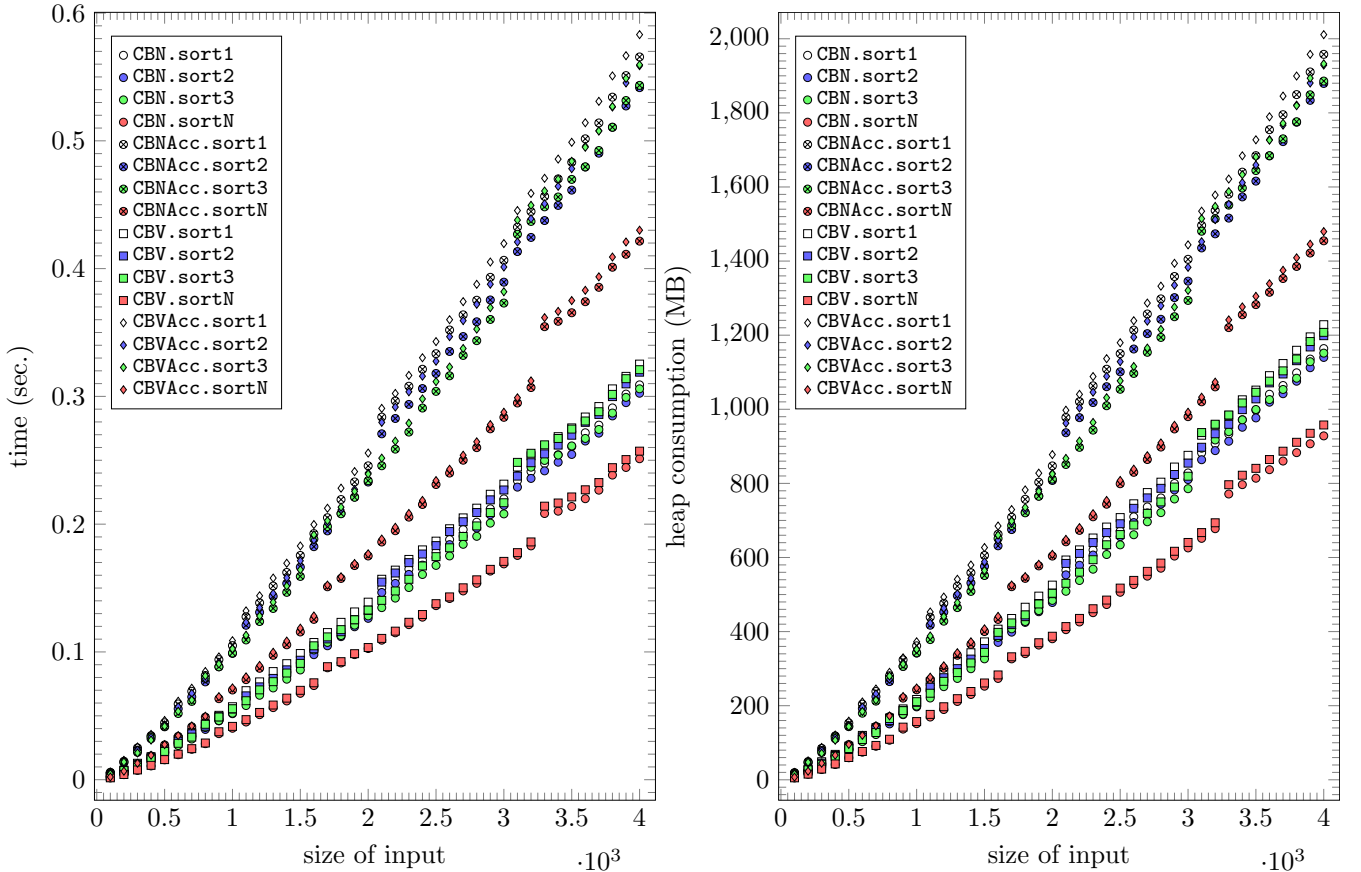 0.6
0.5
0.4
0.3
0.2
0.1
0
time (sec.)
CBN.sort1
CBN.sort2
CBN.sort3
CBN.sortN
CBNAcc.sort1
CBNAcc.sort2
CBNAcc.sort3
CBNAcc.sortN
CBV.sort1
CBV.sort2
CBV.sort3
CBV.sortN
CBVAcc.sort1
CBVAcc.sort2
CBVAcc.sort3
CBVAcc.sortN
0 0.5 1 1.5 2 2.5 3 3.5 4
size of input
·10³
2,000
1,800
1,600
1,400
1,200
1,000
800
600
400
200
0
heap consumption (MB)
CBN.sort1
CBN.sort2
CBN.sort3
CBN.sortN
CBNAcc.sort1
CBNAcc.sort2
CBNAcc.sort3
CBNAcc.sortN
CBV.sort1
CBV.sort2
CBV.sort3
CBV.sortN
CBVAcc.sort1
CBVAcc.sort2
CBVAcc.sort3
CBVAcc.sortN
0 0.5 1 1.5 2 2.5 3 3.5 4
size of input
·10³